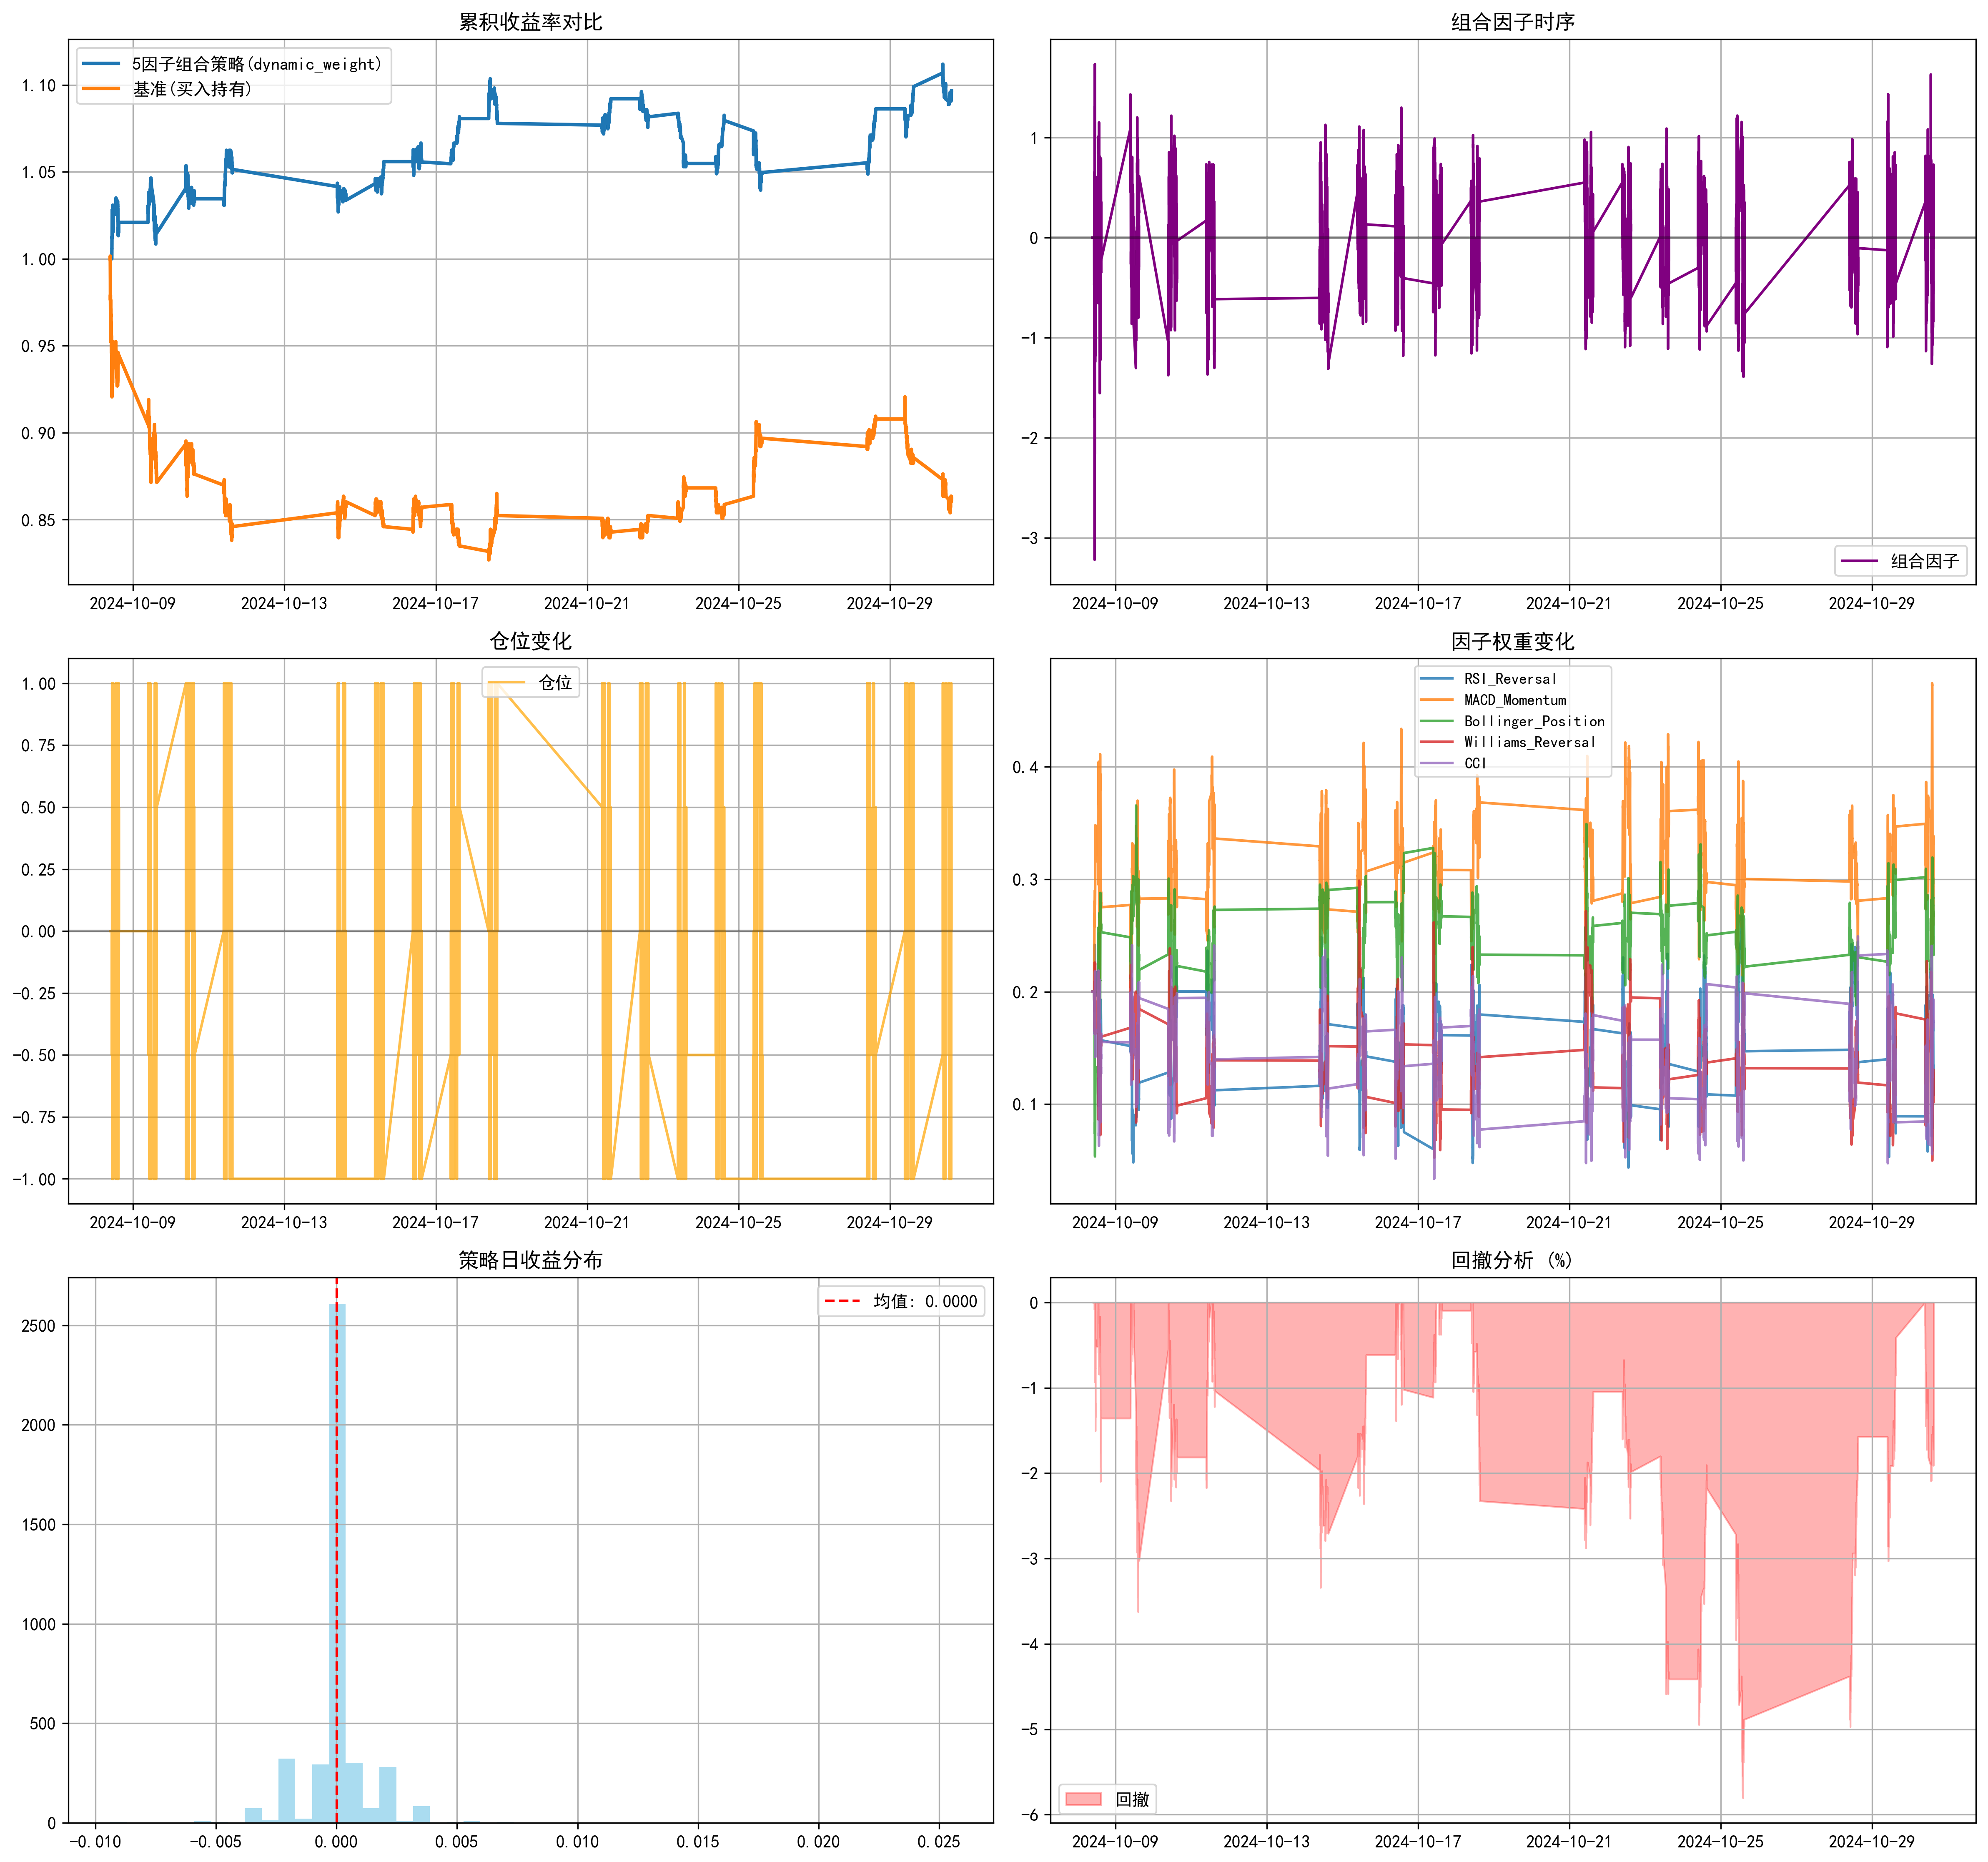 累积收益率对比
5因子组合策略(dynamic_weight)
基准(买入持有)
1.10
1.05
1.00
0.95
0.90
0.85
2024-10-09 2024-10-13 2024-10-17 2024-10-21 2024-10-25 2024-10-29
组合因子时序
1
0
-1
-2
-3
组合因子
2024-10-09 2024-10-13 2024-10-17 2024-10-21 2024-10-25 2024-10-29
仓位变化
仓位
1.00
0.75
0.50
0.25
0.00
-0.25
-0.50
-0.75
-1.00
2024-10-09 2024-10-13 2024-10-17 2024-10-21 2024-10-25 2024-10-29
因子权重变化
RSI_Reversal
MACD_Momentum
Bollinger_Position
Williams_Reversal
CCI
0.4
0.3
0.2
0.1
2024-10-09 2024-10-13 2024-10-17 2024-10-21 2024-10-25 2024-10-29
策略日收益分布
均值: 0.0000
2500
2000
1500
1000
500
0
-0.010 -0.005 0.000 0.005 0.010 0.015 0.020 0.025
回撤分析 (%)
0
-1
-2
-3
-4
-5
-6
回撤
2024-10-09 2024-10-13 2024-10-17 2024-10-21 2024-10-25 2024-10-29